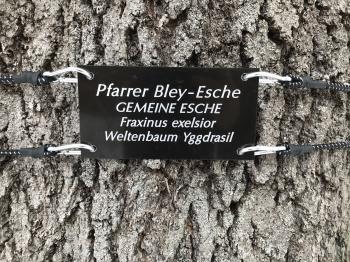 Pfarrer Bley-Esche
GEMEINE ESCHE
Fraxinus exelsior
Weltenbaum Yggdrasil